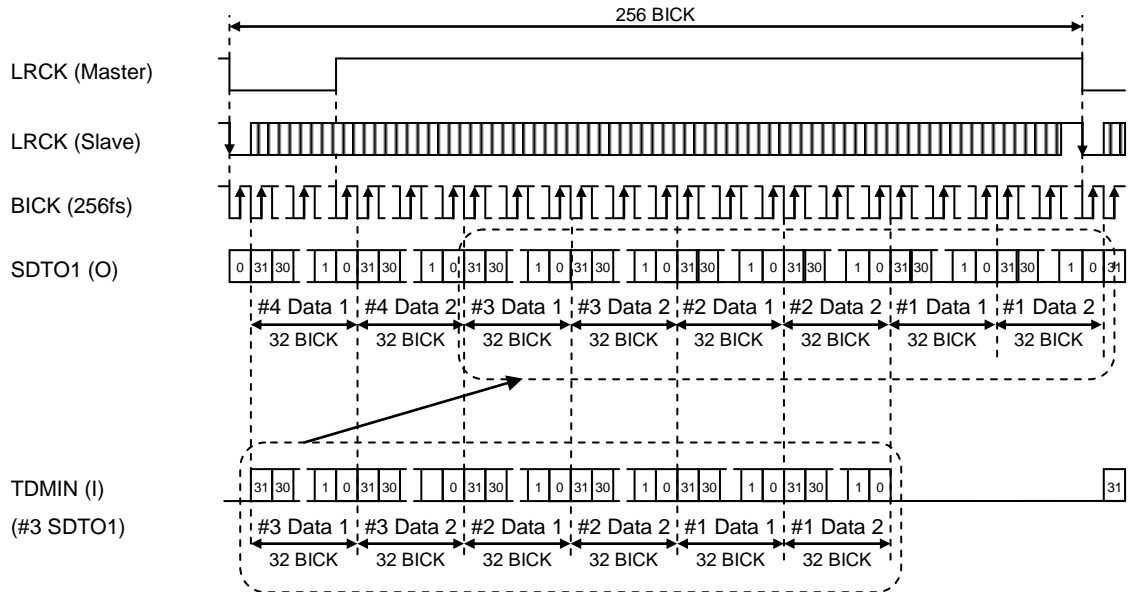 256 BICK
LRCK (Master)
LRCK (Slave)
BICK (256fs)
SDTO1 (O) 0 31 30 1 0 31 30 1 0 31 30 1 0 31 30 1 0 31 30 1 0 31 30 1 0 31 30 1 0 31 30 1 0 31
#4 Data 1 #4 Data 2 #3 Data 1 #3 Data 2 #2 Data 1 #2 Data 2 #1 Data 1 #1 Data 2
32 BICK 32 BICK 32 BICK 32 BICK 32 BICK 32 BICK 32 BICK 32 BICK
TDMIN (I) 31 30 1 0 31 30 0 31 30 1 0 31 30 1 0 31 30 1 0 31 30 1 0 31
(#3 SDTO1) #3 Data 1 #3 Data 2 #2 Data 1 #2 Data 2 #1 Data 1 #1 Data 2
32 BICK 32 BICK 32 BICK 32 BICK 32 BICK 32 BICK